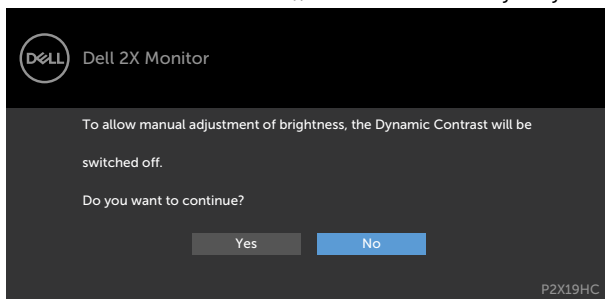 DELL
Dell 2X Monitor
To allow manual adjustment of brightness, the Dynamic Contrast will be
switched off.
Do you want to continue?
Yes No
P2X19HC